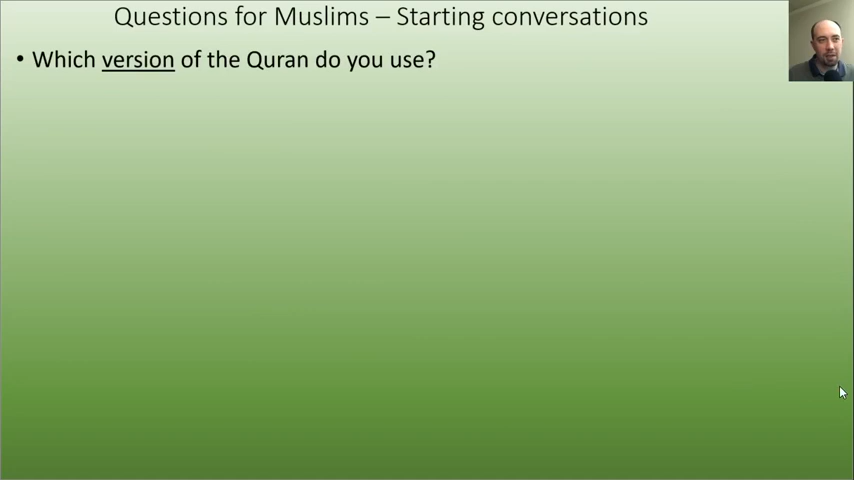 Questions for Muslims – Starting conversations
• Which version of the Quran do you use?